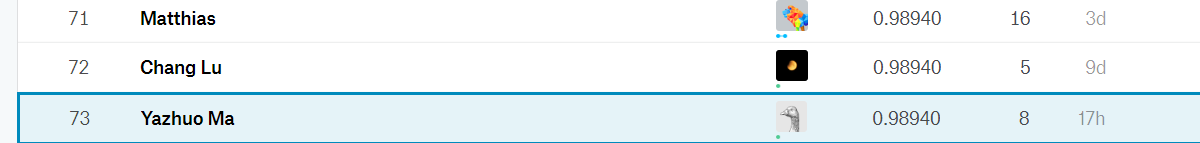 71 Matthias 0.98940 16 3d
72 Chang Lu 0.98940 5 9d
73 Yazhuo Ma 0.98940 8 17h